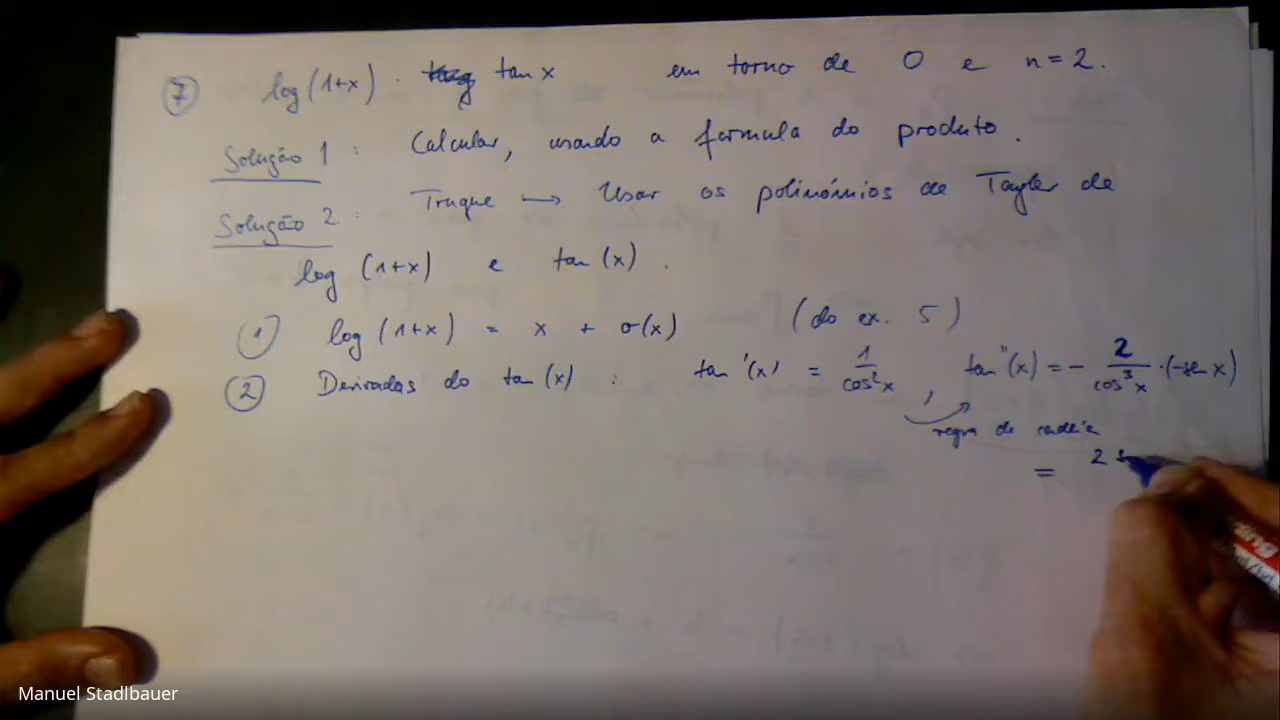 ⑦ log(1+x) · tan x em torno de 0 e n=2.
Solução 1 : Calcular, usando a formula do produto.
Solução 2 : Truque → Usar os polinómios de Taylor de
log (1+x) e tan (x) .
① log (1+x) = x + o(x) (do ex. 5)
② Derivadas do tan (x) : tan'(x) = 1/cos²x , tan''(x) = - 2/cos³x ·(-sen x)
regra de cadeia
= 2
Manuel Stadlbauer